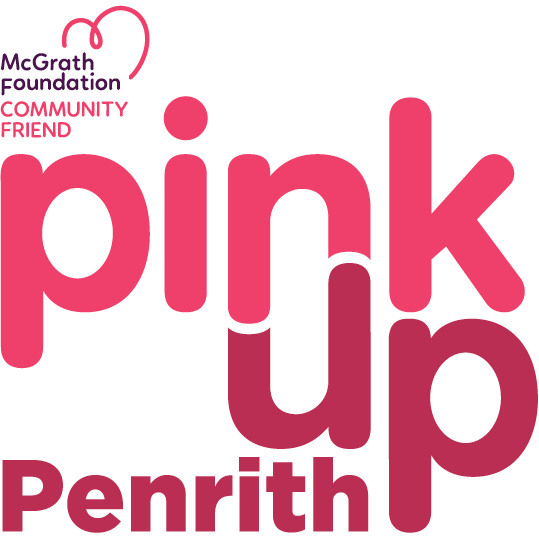 McGrath
Foundation
COMMUNITY
FRIEND
pink
up
Penrith